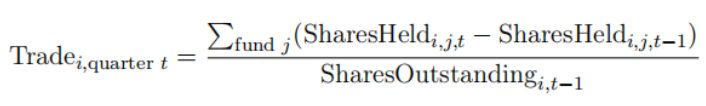 Trade_{i,quarter t} = \frac{\sum_{fund j}(SharesHeld_{i,j,t} − SharesHeld_{i,j,t−1})}{SharesOutstanding_{i,t−1}}